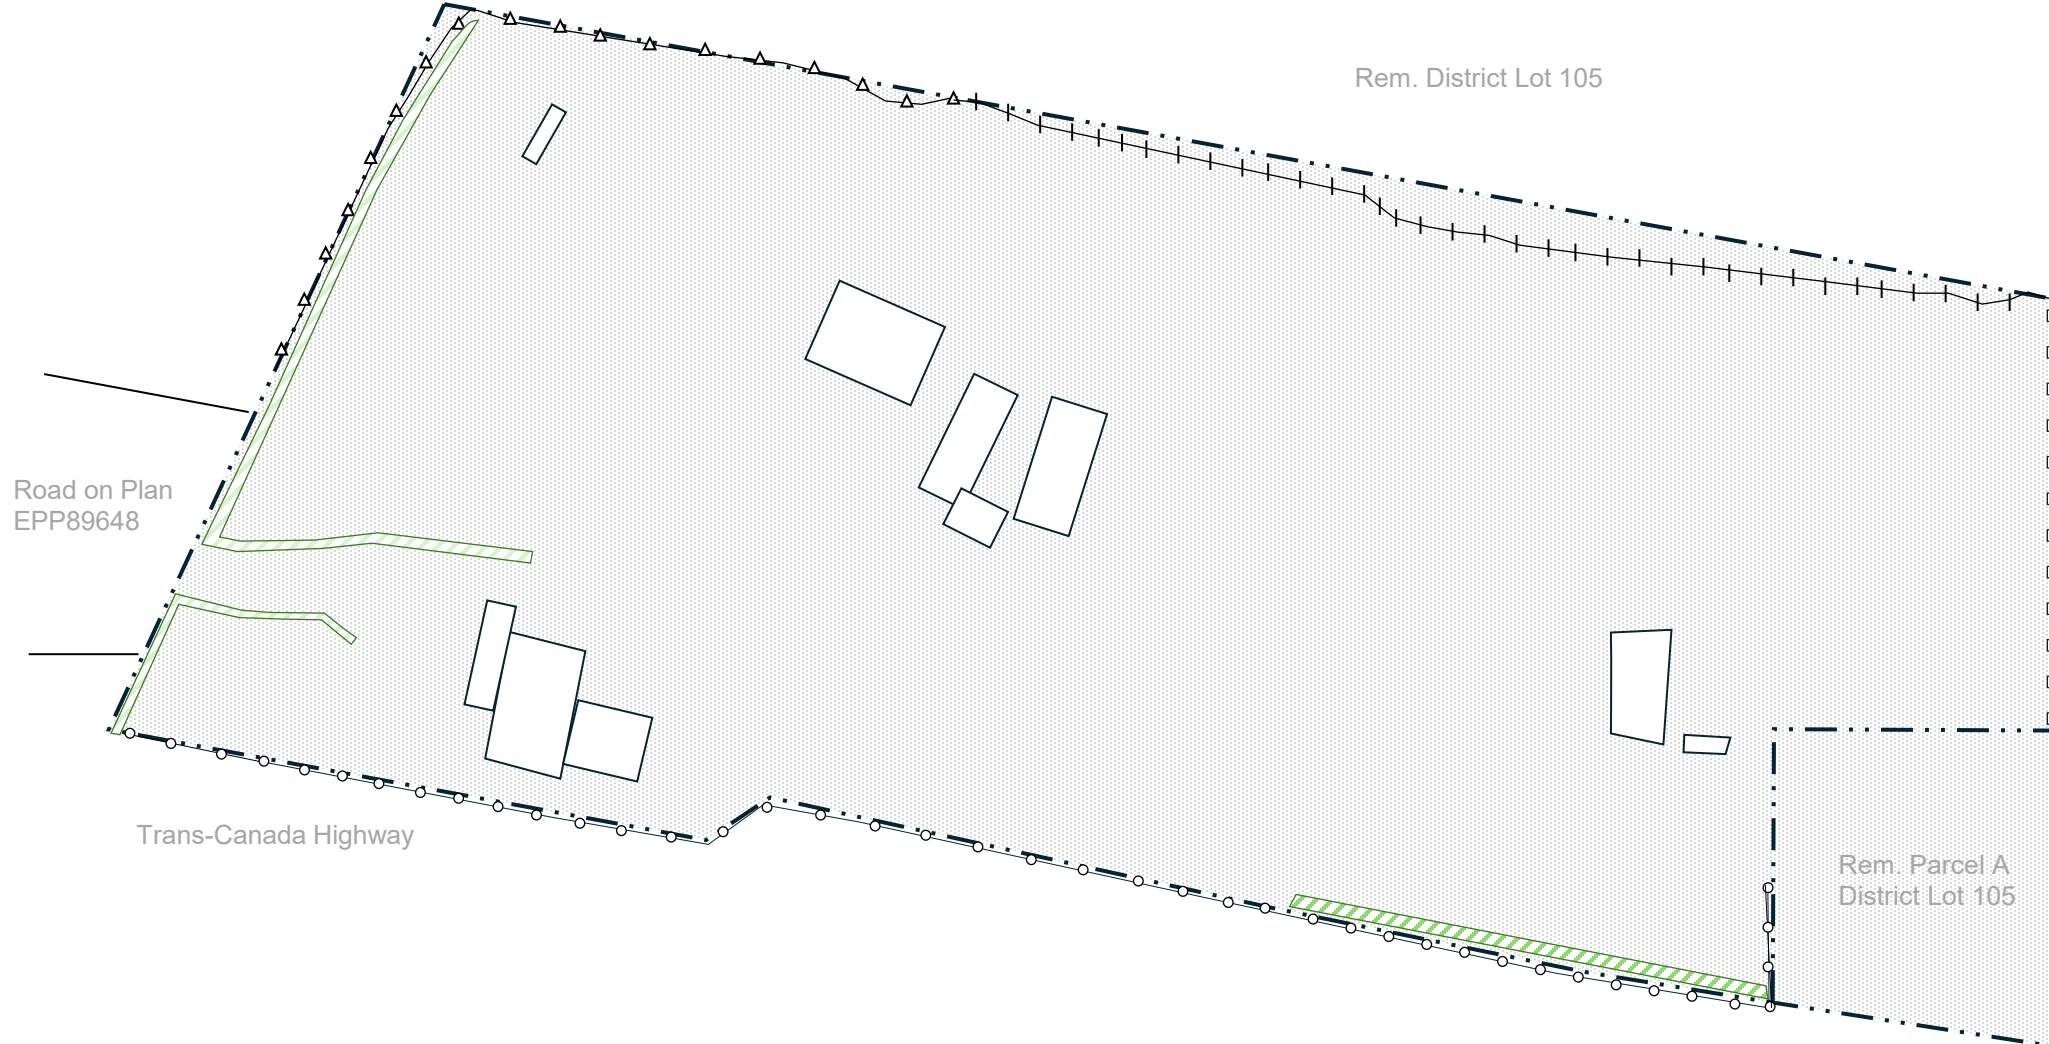 Rem. District Lot 105
Road on Plan
EPP89648
Trans-Canada Highway
Rem. Parcel A
District Lot 105